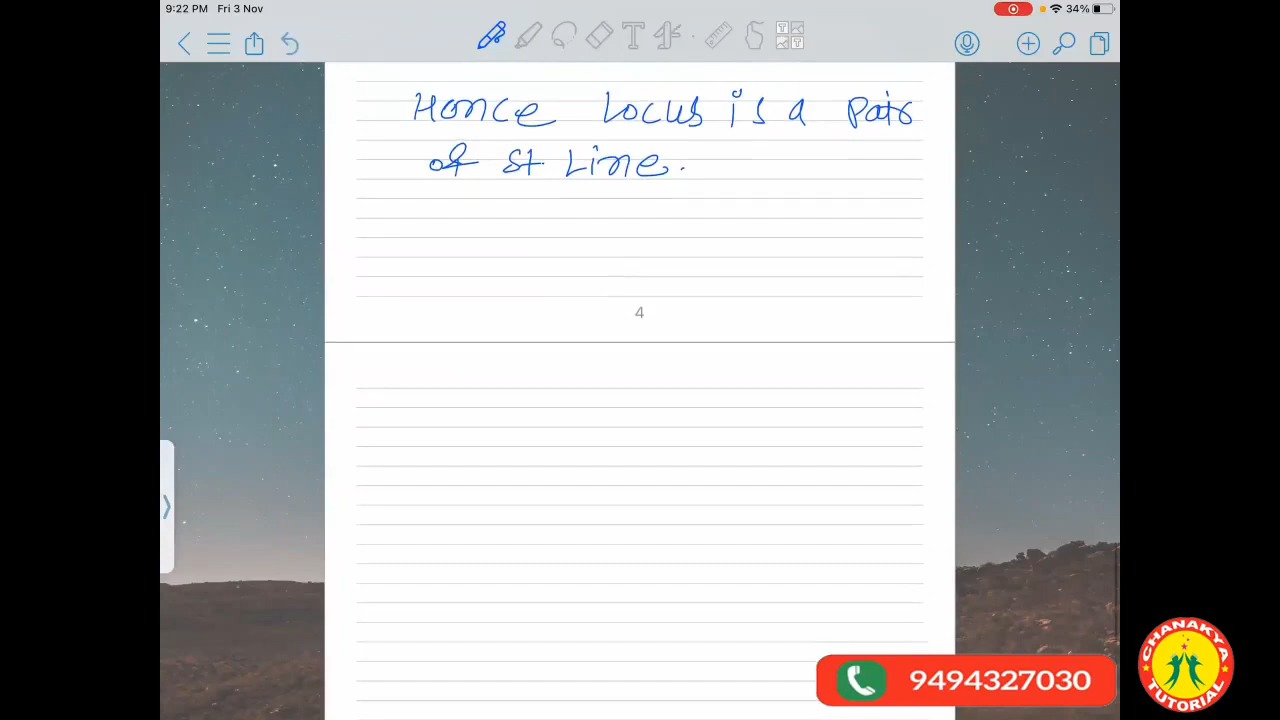 9:22 PM Fri 3 Nov
34%
Hence Locus is a Pair
of st. Line.
4
9494327030
CHANAKYA
TUTORIAL